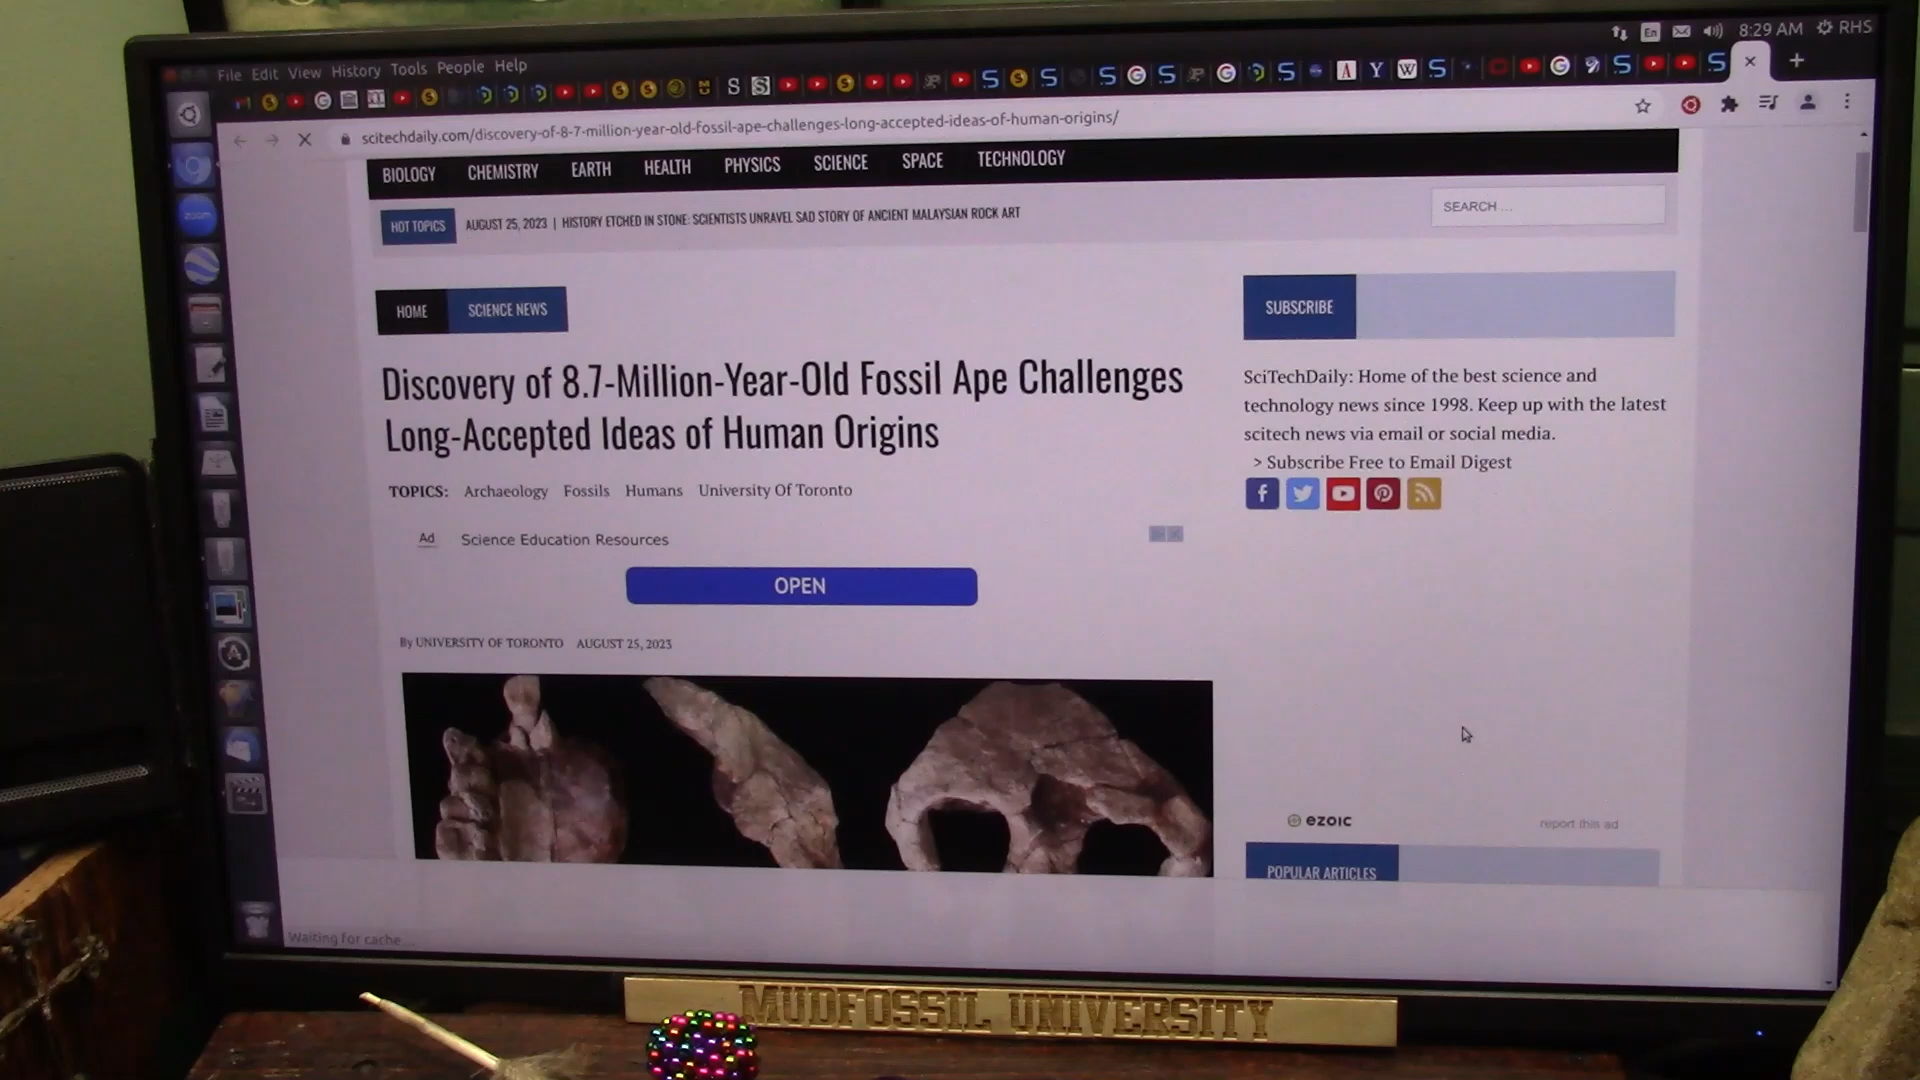 8:29 AM RHS
File Edit View History Tools People Help
scitechdaily.com/discovery-of-8-7-million-year-old-fossil-ape-challenges-long-accepted-ideas-of-human-origins/
BIOLOGY CHEMISTRY EARTH HEALTH PHYSICS SCIENCE SPACE TECHNOLOGY
HOT TOPICS AUGUST 25, 2023 | HISTORY ETCHED IN STONE: SCIENTISTS UNRAVEL SAD STORY OF ANCIENT MALAYSIAN ROCK ART
SEARCH ...
HOME SCIENCE NEWS
Discovery of 8.7-Million-Year-Old Fossil Ape Challenges
Long-Accepted Ideas of Human Origins
TOPICS: Archaeology Fossils Humans University Of Toronto
Ad Science Education Resources
OPEN
By UNIVERSITY OF TORONTO AUGUST 25, 2023
SUBSCRIBE
SciTechDaily: Home of the best science and
technology news since 1998. Keep up with the latest
scitech news via email or social media.
> Subscribe Free to Email Digest
ezoic report this ad
POPULAR ARTICLES
zoom
Waiting for cache...
MUDFOSSIL UNIVERSITY